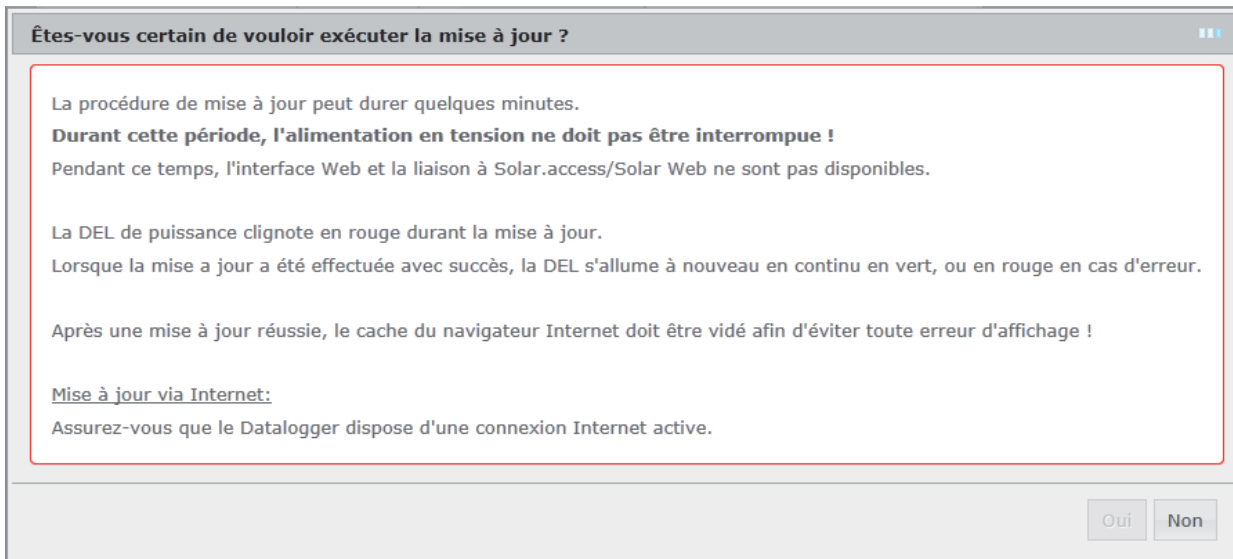 Êtes-vous certain de vouloir exécuter la mise à jour ?
La procédure de mise à jour peut durer quelques minutes.
Durant cette période, l'alimentation en tension ne doit pas être interrompue !
Pendant ce temps, l'interface Web et la liaison à Solar.access/Solar Web ne sont pas disponibles.
La DEL de puissance clignote en rouge durant la mise à jour.
Lorsque la mise a jour a été effectuée avec succès, la DEL s'allume à nouveau en continu en vert, ou en rouge en cas d'erreur.
Après une mise à jour réussie, le cache du navigateur Internet doit être vidé afin d'éviter toute erreur d'affichage !
Mise à jour via Internet:
Assurez-vous que le Datalogger dispose d'une connexion Internet active.
Oui Non